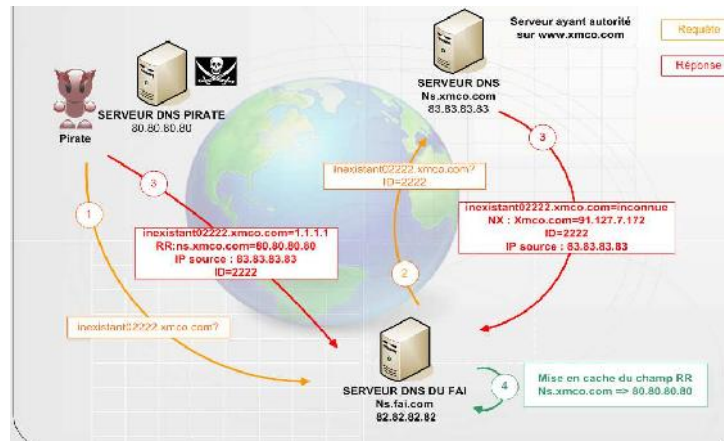 Serveur ayant autorité
sur www.xmco.com
Requête
Réponse
SERVEUR DNS PIRATE
80.80.80.80
Pirate
SERVEUR DNS
Ns.xmco.com
83.83.83.83
3
3
1
inexistant02222.xmco.com?
ID=2222
inexistant02222.xmco.com=1.1.1.1
RR:ns.xmco.com=80.80.80.80
IP source : 83.83.83.83
ID=2222
inexistant02222.xmco.com=inconnue
NX : Xmco.com=91.127.7.172
ID=2222
IP source : 83.83.83.83
2
inexistant02222.xmco.com?
SERVEUR DNS DU FAI
Ns.fai.com
82.82.82.82
4
Mise en cache du champ RR
Ns.xmco.com => 80.80.80.80